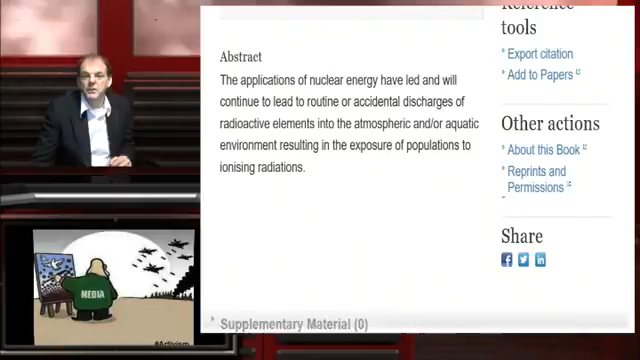 Reference
tools
Export citation
Add to Papers
Abstract
The applications of nuclear energy have led and will
continue to lead to routine or accidental discharges of
radioactive elements into the atmospheric and/or aquatic
environment resulting in the exposure of populations to
ionising radiations.
Other actions
About this Book
Reprints and
Permissions
Share
Supplementary Material (0)
MEDIA
#Artivism